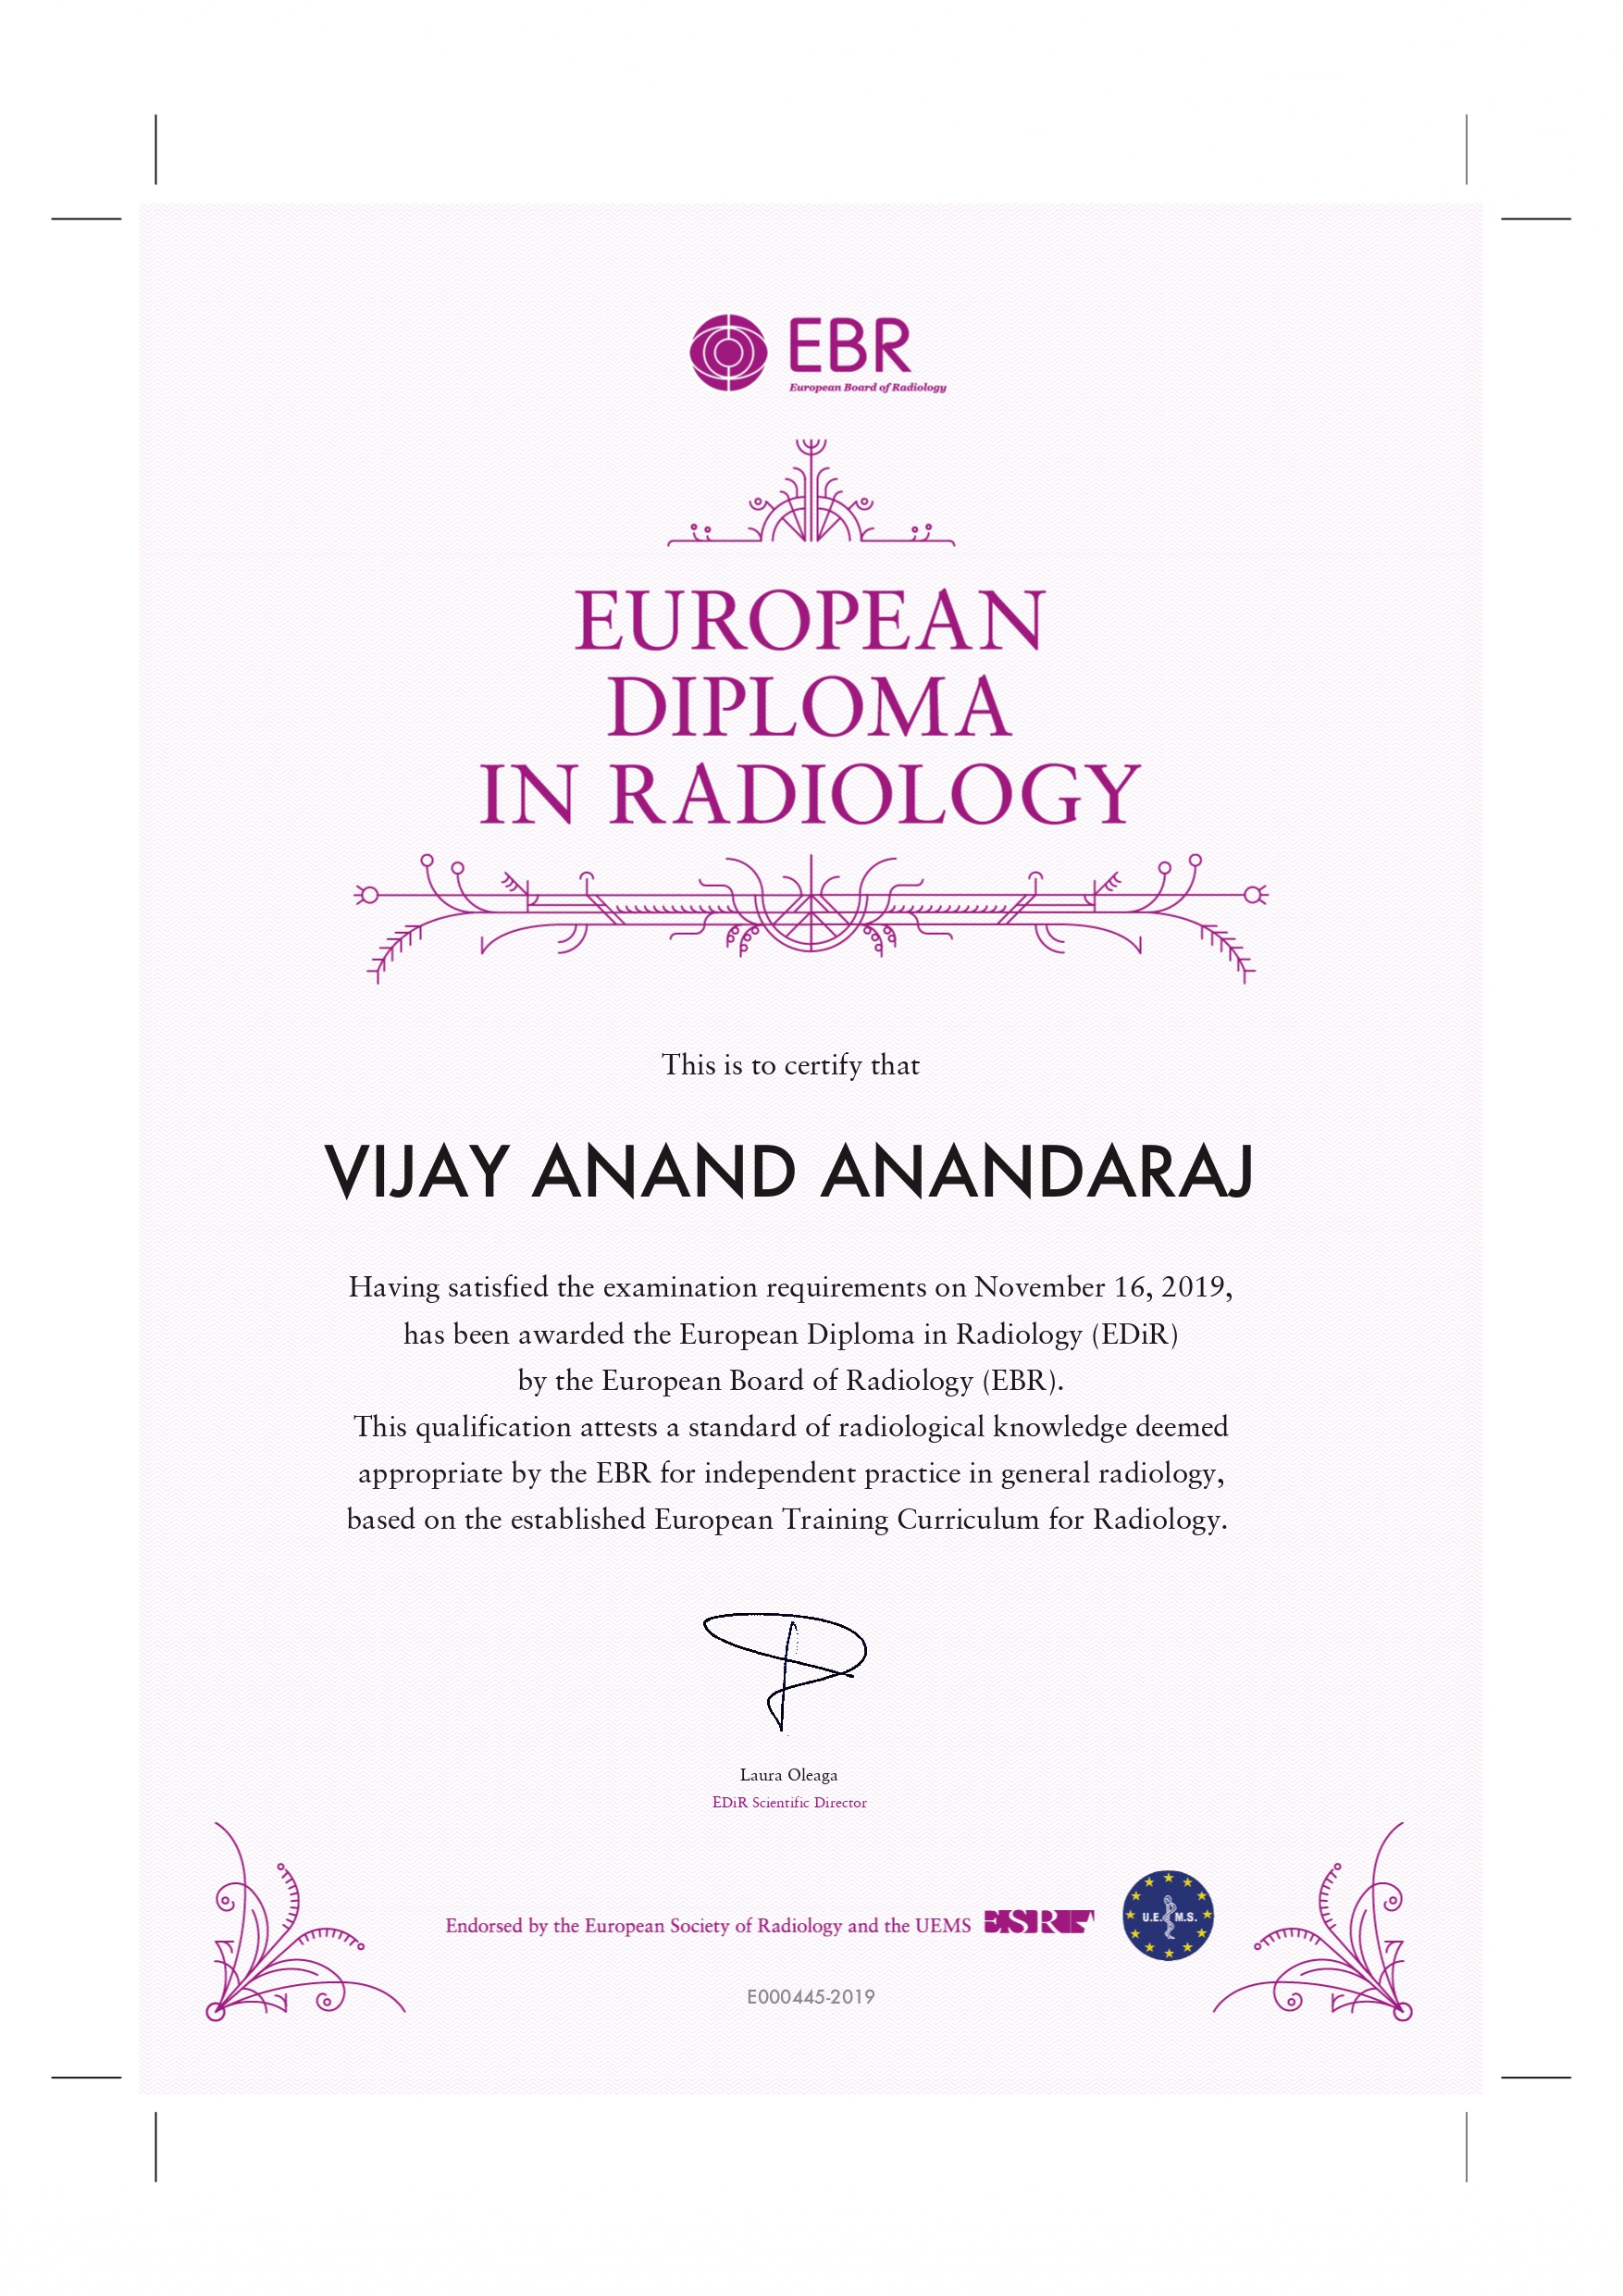 EBR
European Board of Radiology
EUROPEAN
DIPLOMA
IN RADIOLOGY
This is to certify that
VIJAY ANAND ANANDARAJ
Having satisfied the examination requirements on November 16, 2019,
has been awarded the European Diploma in Radiology (EDiR)
by the European Board of Radiology (EBR).
This qualification attests a standard of radiological knowledge deemed
appropriate by the EBR for independent practice in general radiology,
based on the established European Training Curriculum for Radiology.
Laura Oleaga
EDiR Scientific Director
Endorsed by the European Society of Radiology and the UEMS ESR U.E.M.S.
E000445-2019